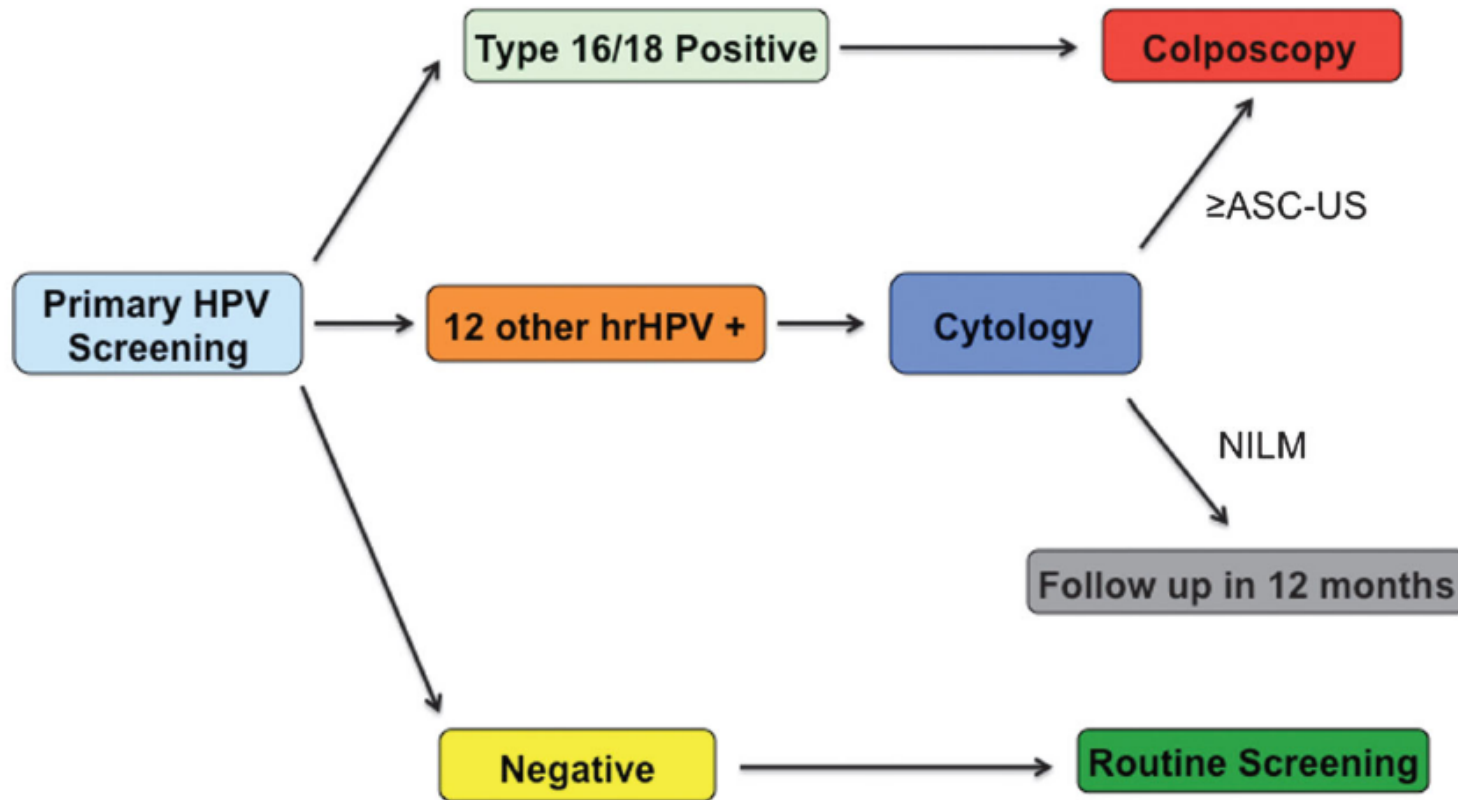 Type 16/18 Positive
Colposcopy
≥ASC-US
Primary HPV
Screening
12 other hrHPV +
Cytology
NILM
Follow up in 12 months
Negative
Routine Screening